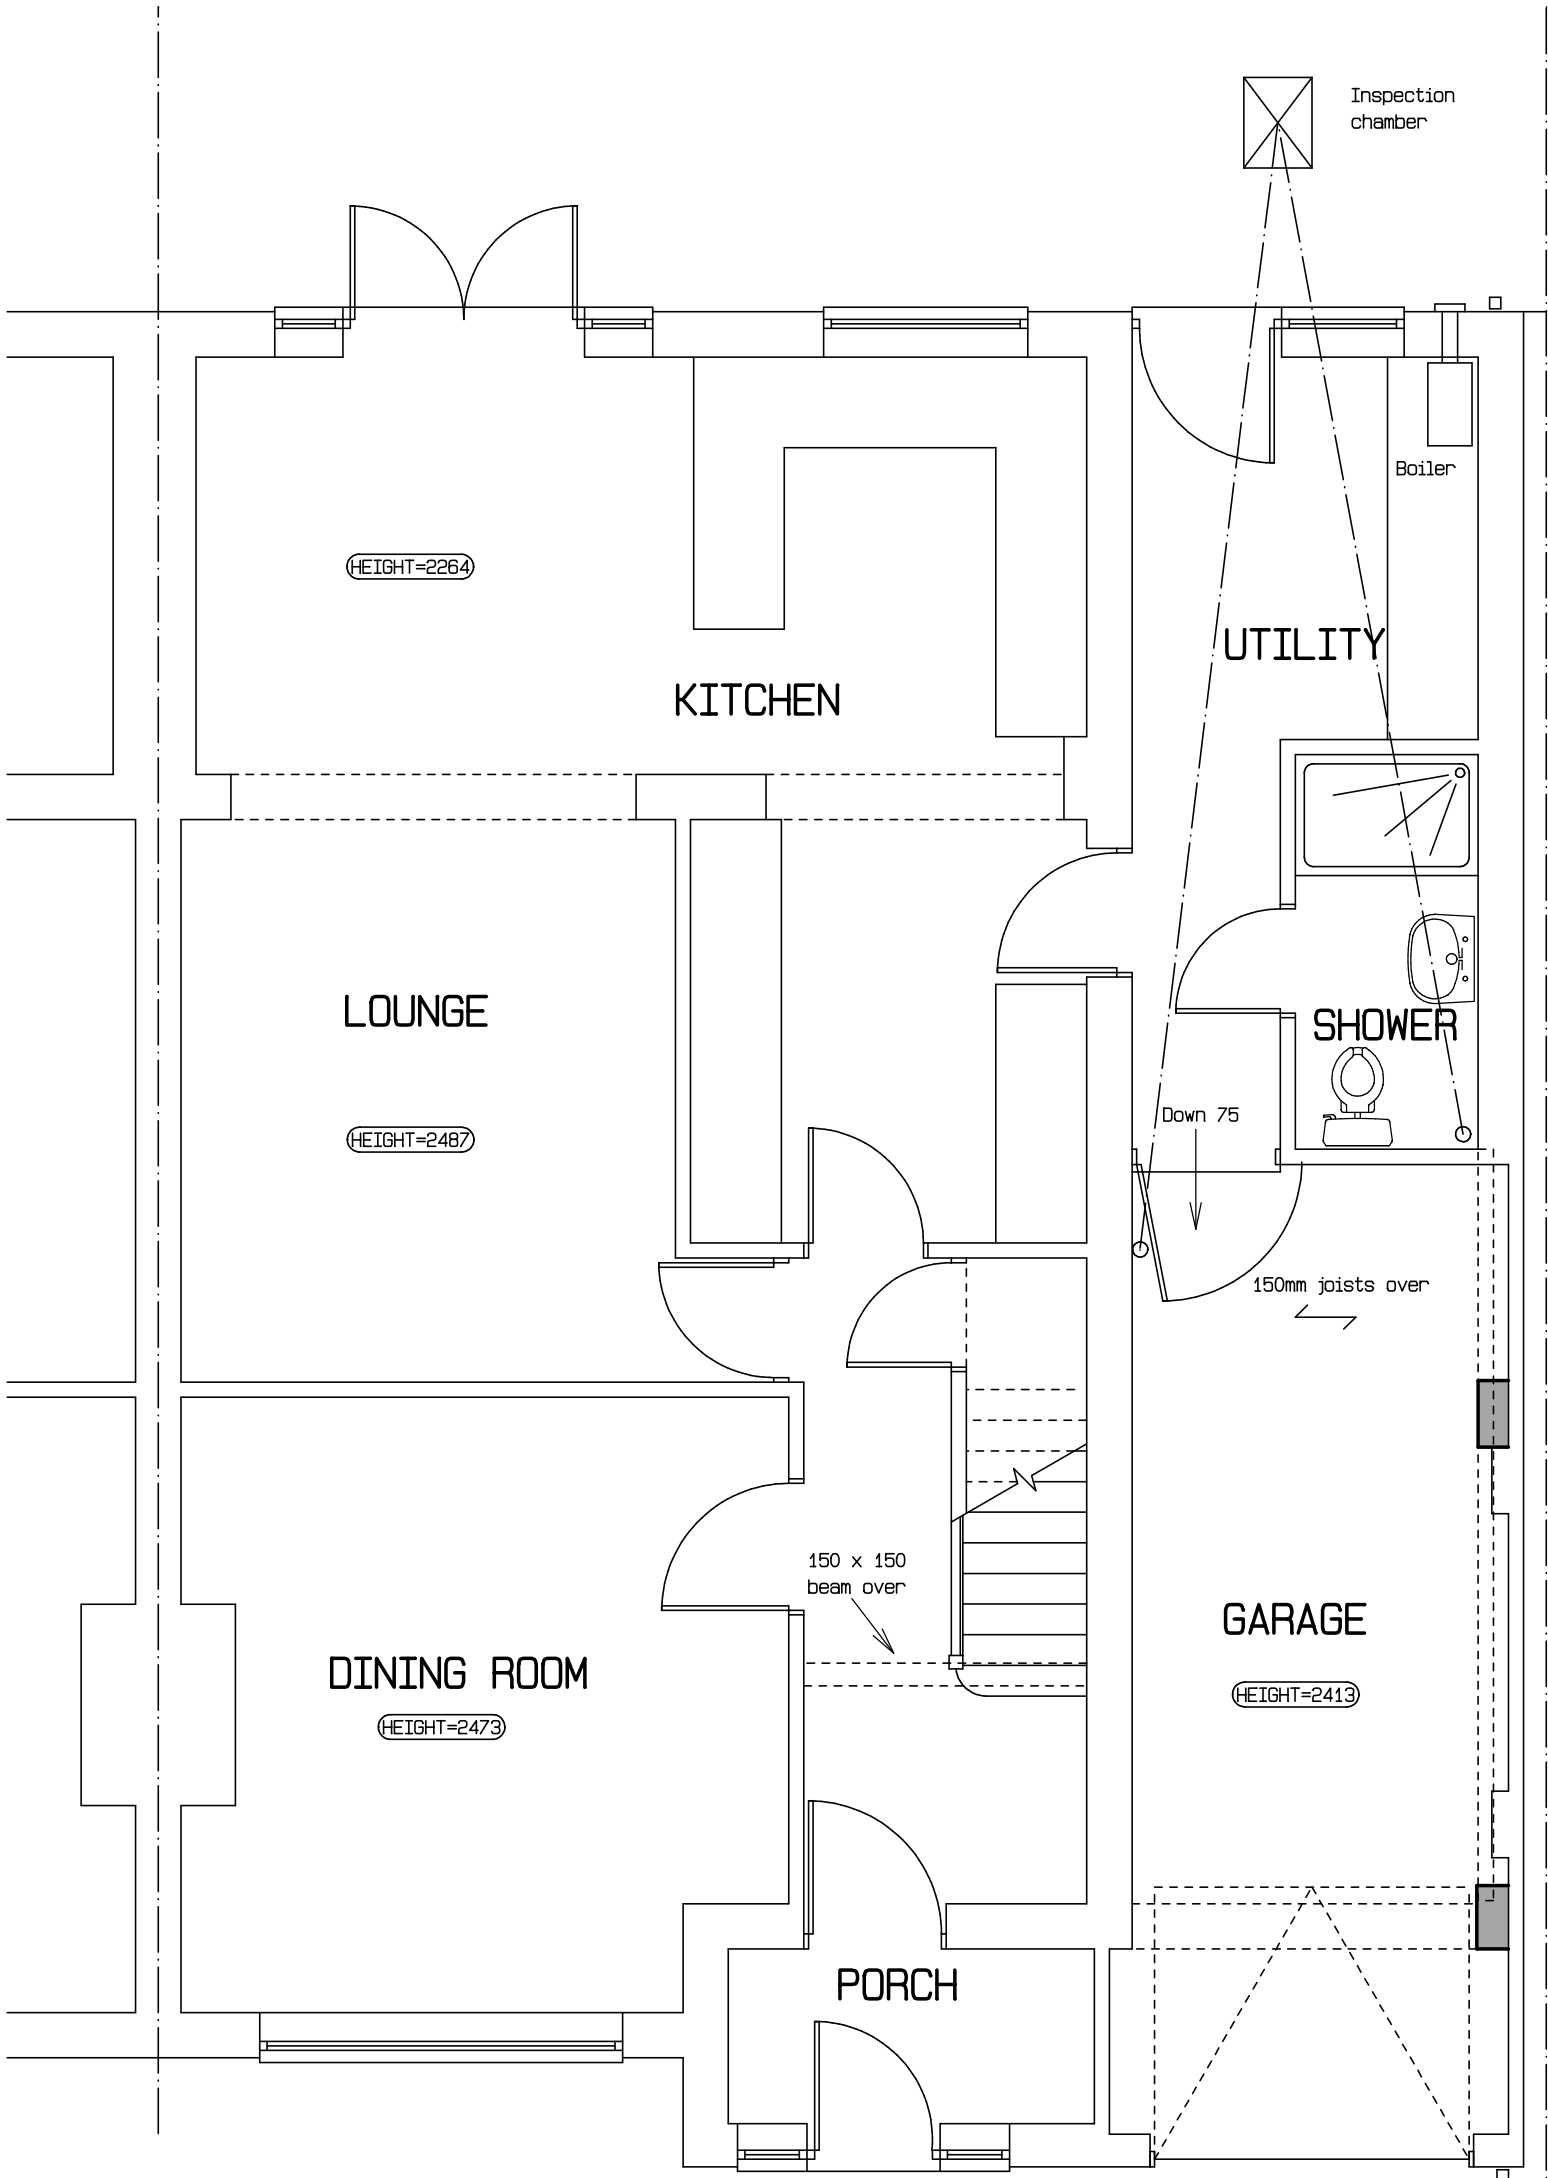 Inspection
chamber
Boiler
HEIGHT=2264
UTILITY
KITCHEN
LOUNGE
SHOWER
Down 75
HEIGHT=2487
150mm joists over
150 x 150
beam over
GARAGE
DINING ROOM
HEIGHT=2413
HEIGHT=2473
PORCH